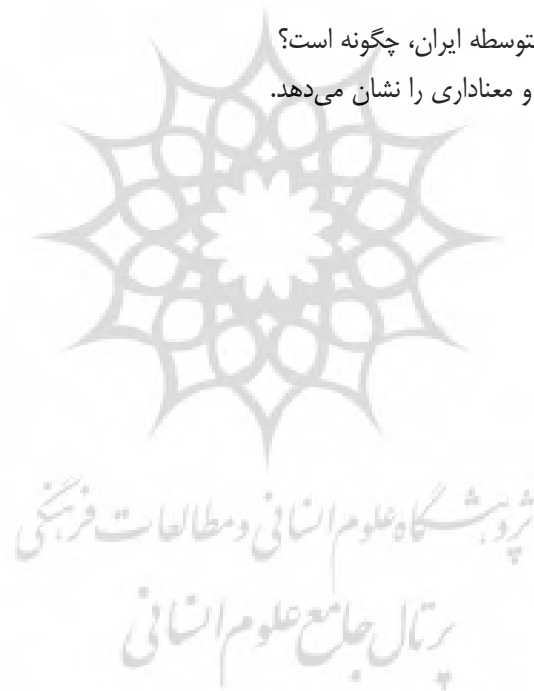 توسطه ایران، چگونه است؟
و معناداری را نشان می‌دهد.
پژوهشگاه علوم انسانی و مطالعات فرهنگی
پرتال جامع علوم انسانی